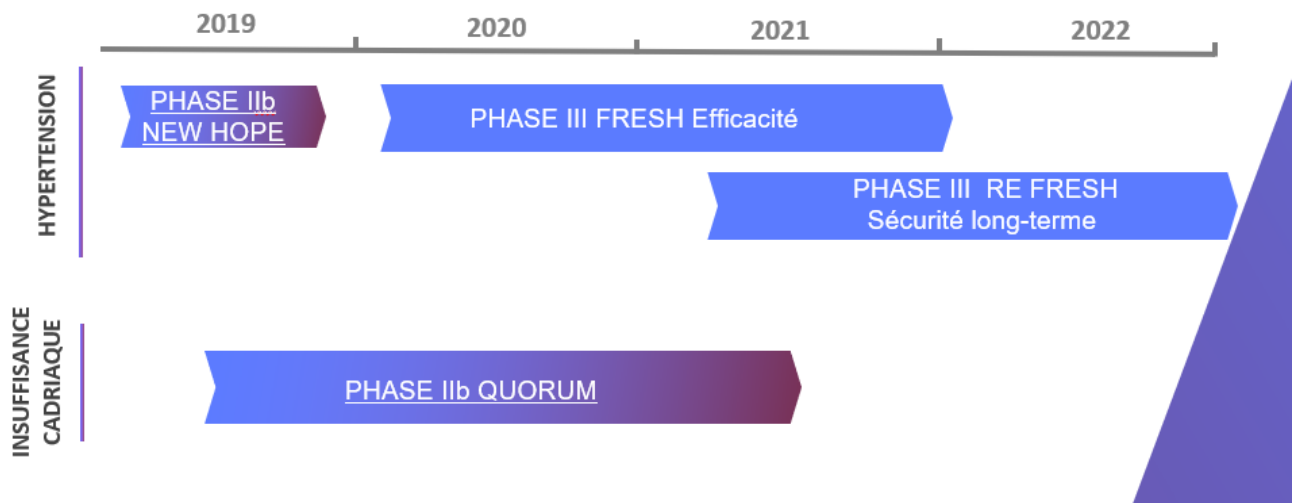 2019
2020
2021
2022
HYPERTENSION
PHASE IIb
NEW HOPE
PHASE III FRESH Efficacité
PHASE III  RE FRESH
Sécurité long-terme
INSUFFISANCE
CADRIAQUE
PHASE IIb QUORUM